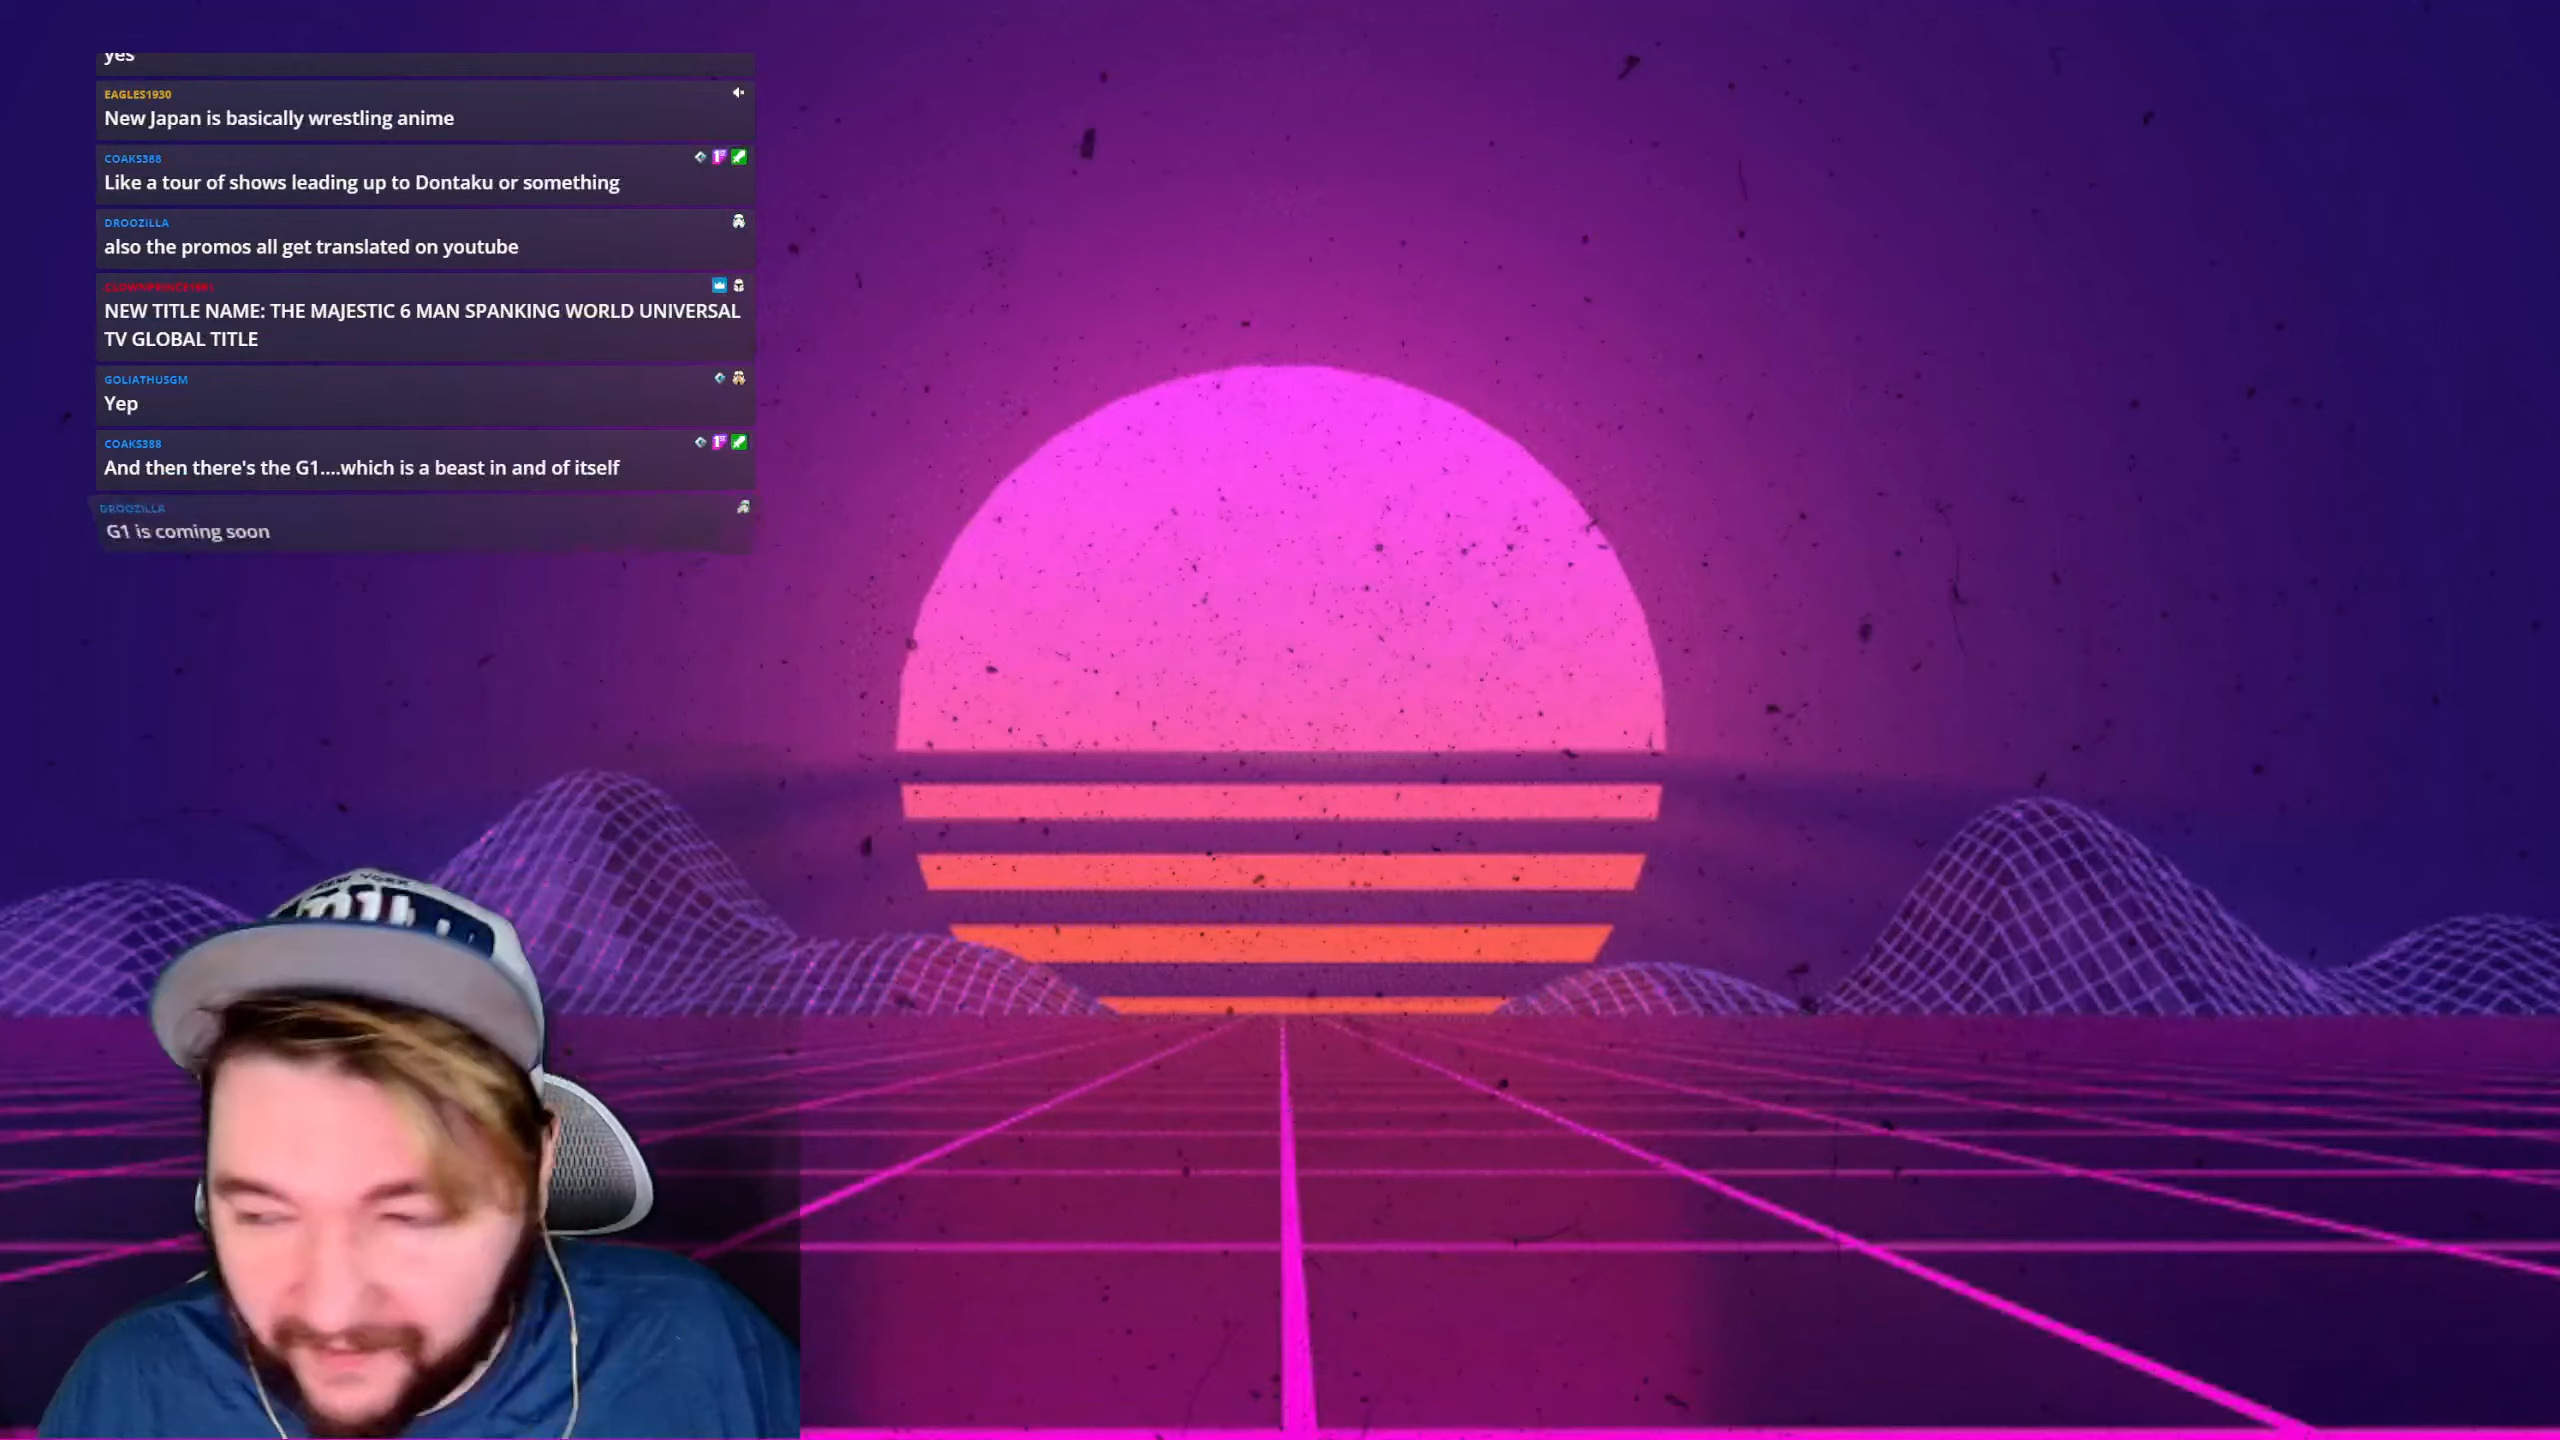 yes
EAGLES1930
New Japan is basically wrestling anime
COAKS388
Like a tour of shows leading up to Dontaku or something
DROOZILLA
also the promos all get translated on youtube
CLOWNPRINCE1981
NEW TITLE NAME: THE MAJESTIC 6 MAN SPANKING WORLD UNIVERSAL
TV GLOBAL TITLE
GOLIATHUSGM
Yep
COAKS388
And then there's the G1....which is a beast in and of itself
DROOZILLA
G1 is coming soon
NEW YORK